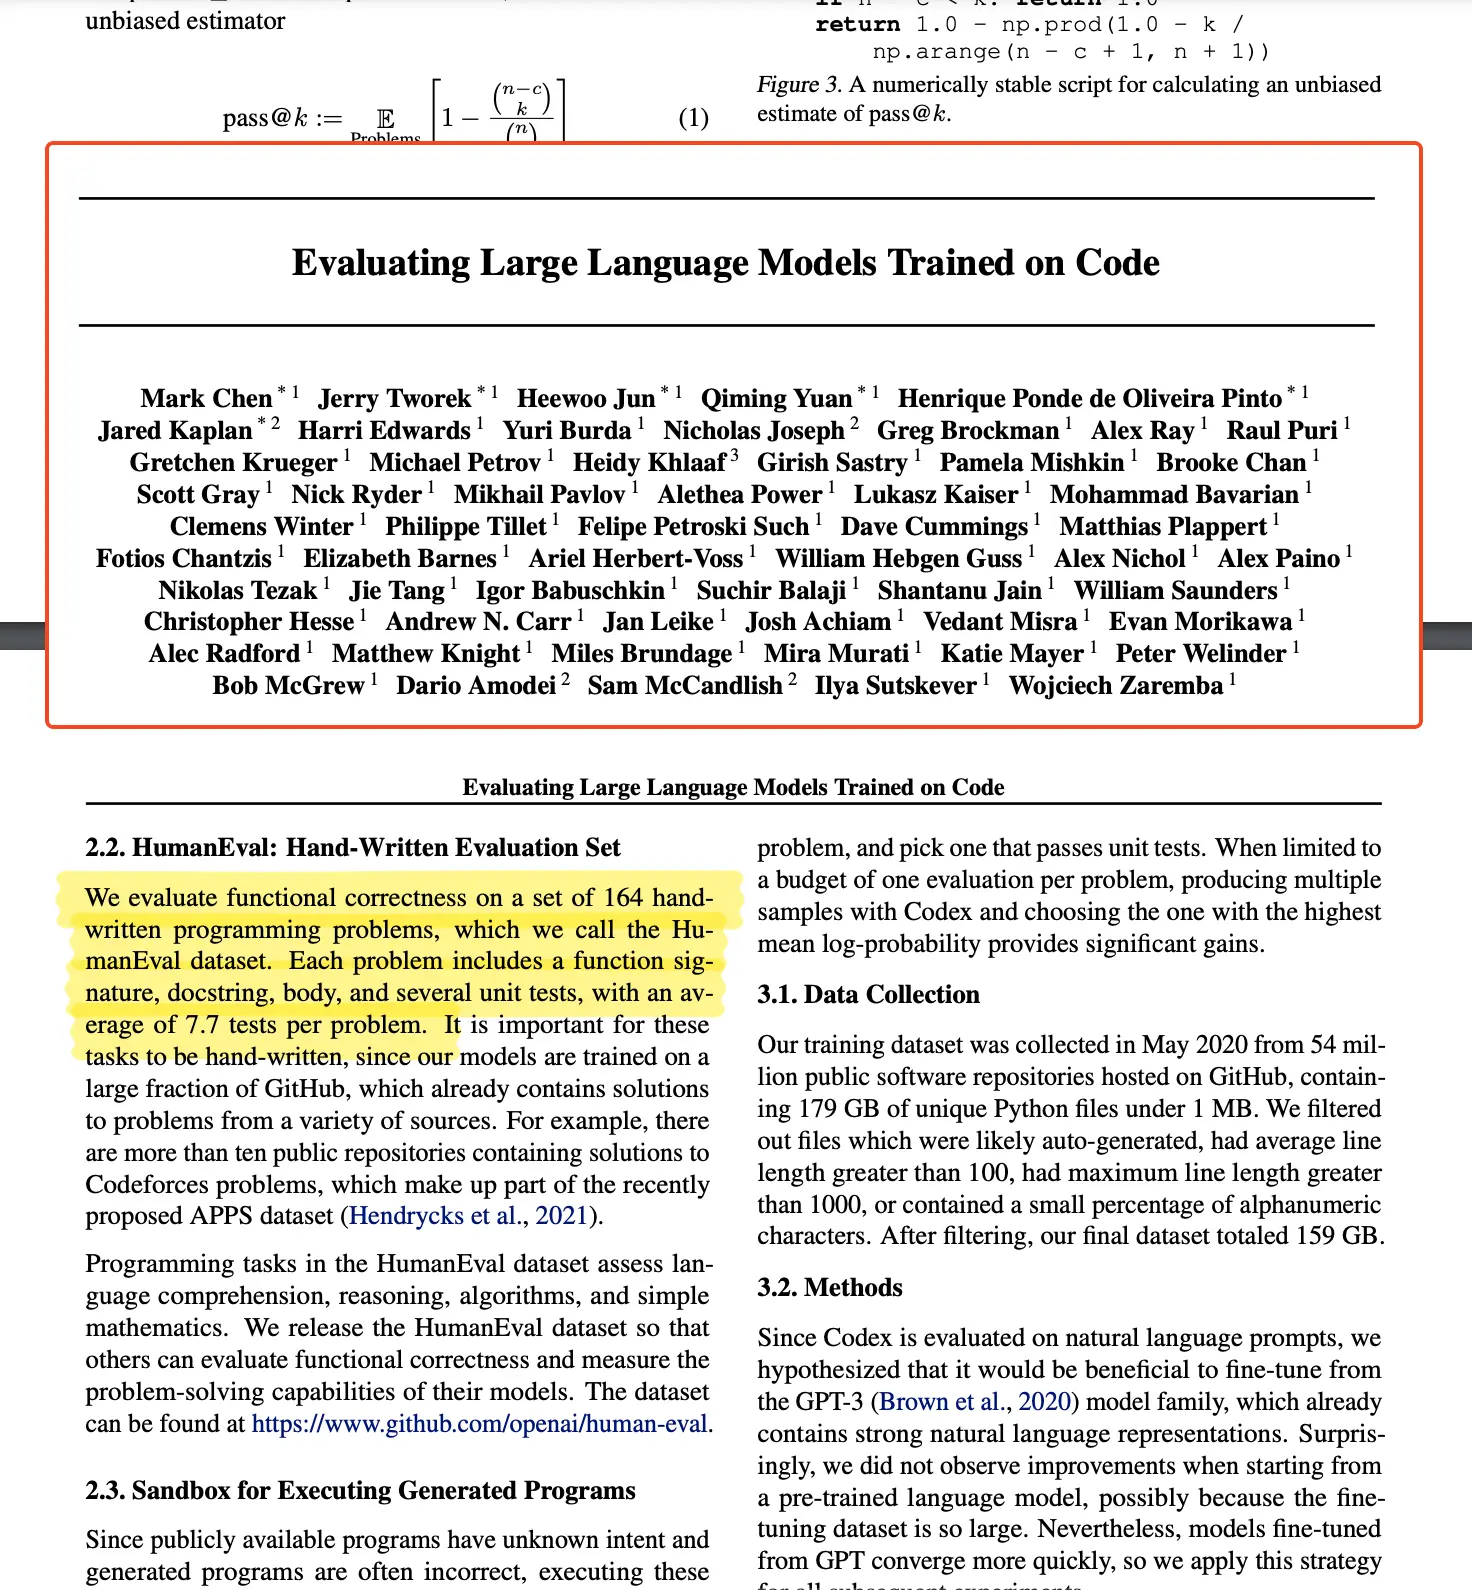 unbiased estimator
pass@k := E [1 − (n−c k) / (n)] (1)
Problems
return 1.0 - np.prod(1.0 - k /
np.arange(n - c + 1, n + 1))
Figure 3. A numerically stable script for calculating an unbiased
estimate of pass@k.
Evaluating Large Language Models Trained on Code
Mark Chen * 1 Jerry Tworek * 1 Heewoo Jun * 1 Qiming Yuan * 1 Henrique Ponde de Oliveira Pinto * 1
Jared Kaplan * 2 Harri Edwards 1 Yuri Burda 1 Nicholas Joseph 2 Greg Brockman 1 Alex Ray 1 Raul Puri 1
Gretchen Krueger 1 Michael Petrov 1 Heidy Khlaaf 3 Girish Sastry 1 Pamela Mishkin 1 Brooke Chan 1
Scott Gray 1 Nick Ryder 1 Mikhail Pavlov 1 Alethea Power 1 Lukasz Kaiser 1 Mohammad Bavarian 1
Clemens Winter 1 Philippe Tillet 1 Felipe Petroski Such 1 Dave Cummings 1 Matthias Plappert 1
Fotios Chantzis 1 Elizabeth Barnes 1 Ariel Herbert-Voss 1 William Hebgen Guss 1 Alex Nichol 1 Alex Paino 1
Nikolas Tezak 1 Jie Tang 1 Igor Babuschkin 1 Suchir Balaji 1 Shantanu Jain 1 William Saunders 1
Christopher Hesse 1 Andrew N. Carr 1 Jan Leike 1 Josh Achiam 1 Vedant Misra 1 Evan Morikawa 1
Alec Radford 1 Matthew Knight 1 Miles Brundage 1 Mira Murati 1 Katie Mayer 1 Peter Welinder 1
Bob McGrew 1 Dario Amodei 2 Sam McCandlish 2 Ilya Sutskever 1 Wojciech Zaremba 1
Evaluating Large Language Models Trained on Code
2.2. HumanEval: Hand-Written Evaluation Set
We evaluate functional correctness on a set of 164 hand-
written programming problems, which we call the Hu-
manEval dataset. Each problem includes a function sig-
nature, docstring, body, and several unit tests, with an av-
erage of 7.7 tests per problem. It is important for these
tasks to be hand-written, since our models are trained on a
large fraction of GitHub, which already contains solutions
to problems from a variety of sources. For example, there
are more than ten public repositories containing solutions to
Codeforces problems, which make up part of the recently
proposed APPS dataset (Hendrycks et al., 2021).
Programming tasks in the HumanEval dataset assess lan-
guage comprehension, reasoning, algorithms, and simple
mathematics. We release the HumanEval dataset so that
others can evaluate functional correctness and measure the
problem-solving capabilities of their models. The dataset
can be found at https://www.github.com/openai/human-eval.
2.3. Sandbox for Executing Generated Programs
Since publicly available programs have unknown intent and
generated programs are often incorrect, executing these
problem, and pick one that passes unit tests. When limited to
a budget of one evaluation per problem, producing multiple
samples with Codex and choosing the one with the highest
mean log-probability provides significant gains.
3.1. Data Collection
Our training dataset was collected in May 2020 from 54 mil-
lion public software repositories hosted on GitHub, contain-
ing 179 GB of unique Python files under 1 MB. We filtered
out files which were likely auto-generated, had average line
length greater than 100, had maximum line length greater
than 1000, or contained a small percentage of alphanumeric
characters. After filtering, our final dataset totaled 159 GB.
3.2. Methods
Since Codex is evaluated on natural language prompts, we
hypothesized that it would be beneficial to fine-tune from
the GPT-3 (Brown et al., 2020) model family, which already
contains strong natural language representations. Surpris-
ingly, we did not observe improvements when starting from
a pre-trained language model, possibly because the fine-
tuning dataset is so large. Nevertheless, models fine-tuned
from GPT converge more quickly, so we apply this strategy